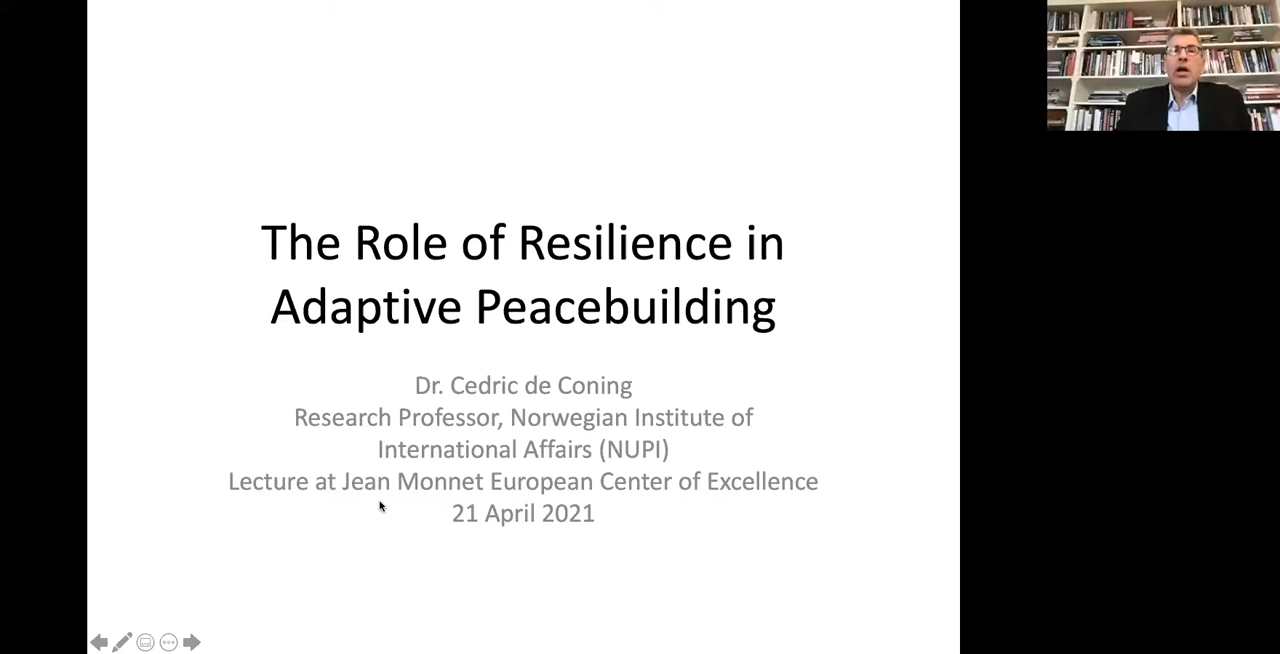 The Role of Resilience in
Adaptive Peacebuilding
Dr. Cedric de Coning
Research Professor, Norwegian Institute of
International Affairs (NUPI)
Lecture at Jean Monnet European Center of Excellence
21 April 2021